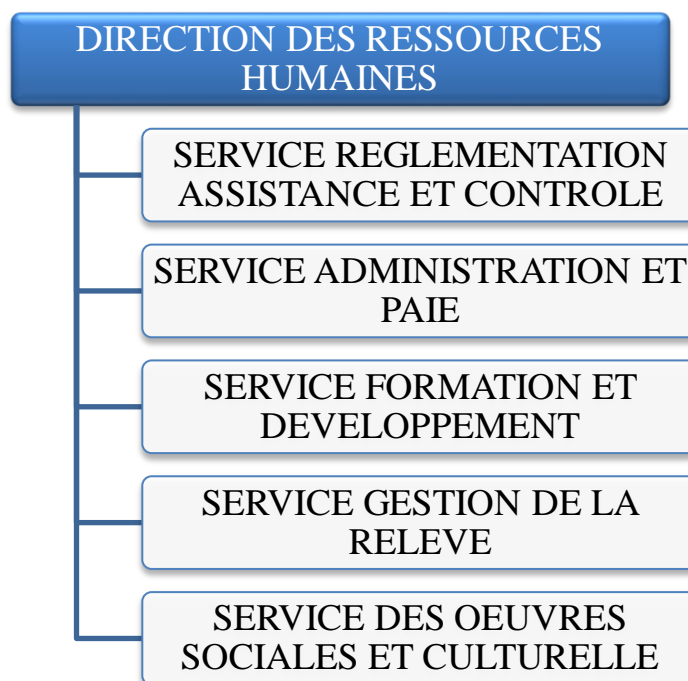 DIRECTION DES RESSOURCES
HUMAINES
SERVICE REGLEMENTATION
ASSISTANCE ET CONTROLE
SERVICE ADMINISTRATION ET
PAIE
SERVICE FORMATION ET
DEVELOPPEMENT
SERVICE GESTION DE LA
RELEVE
SERVICE DES OEUVRES
SOCIALES ET CULTURELLE